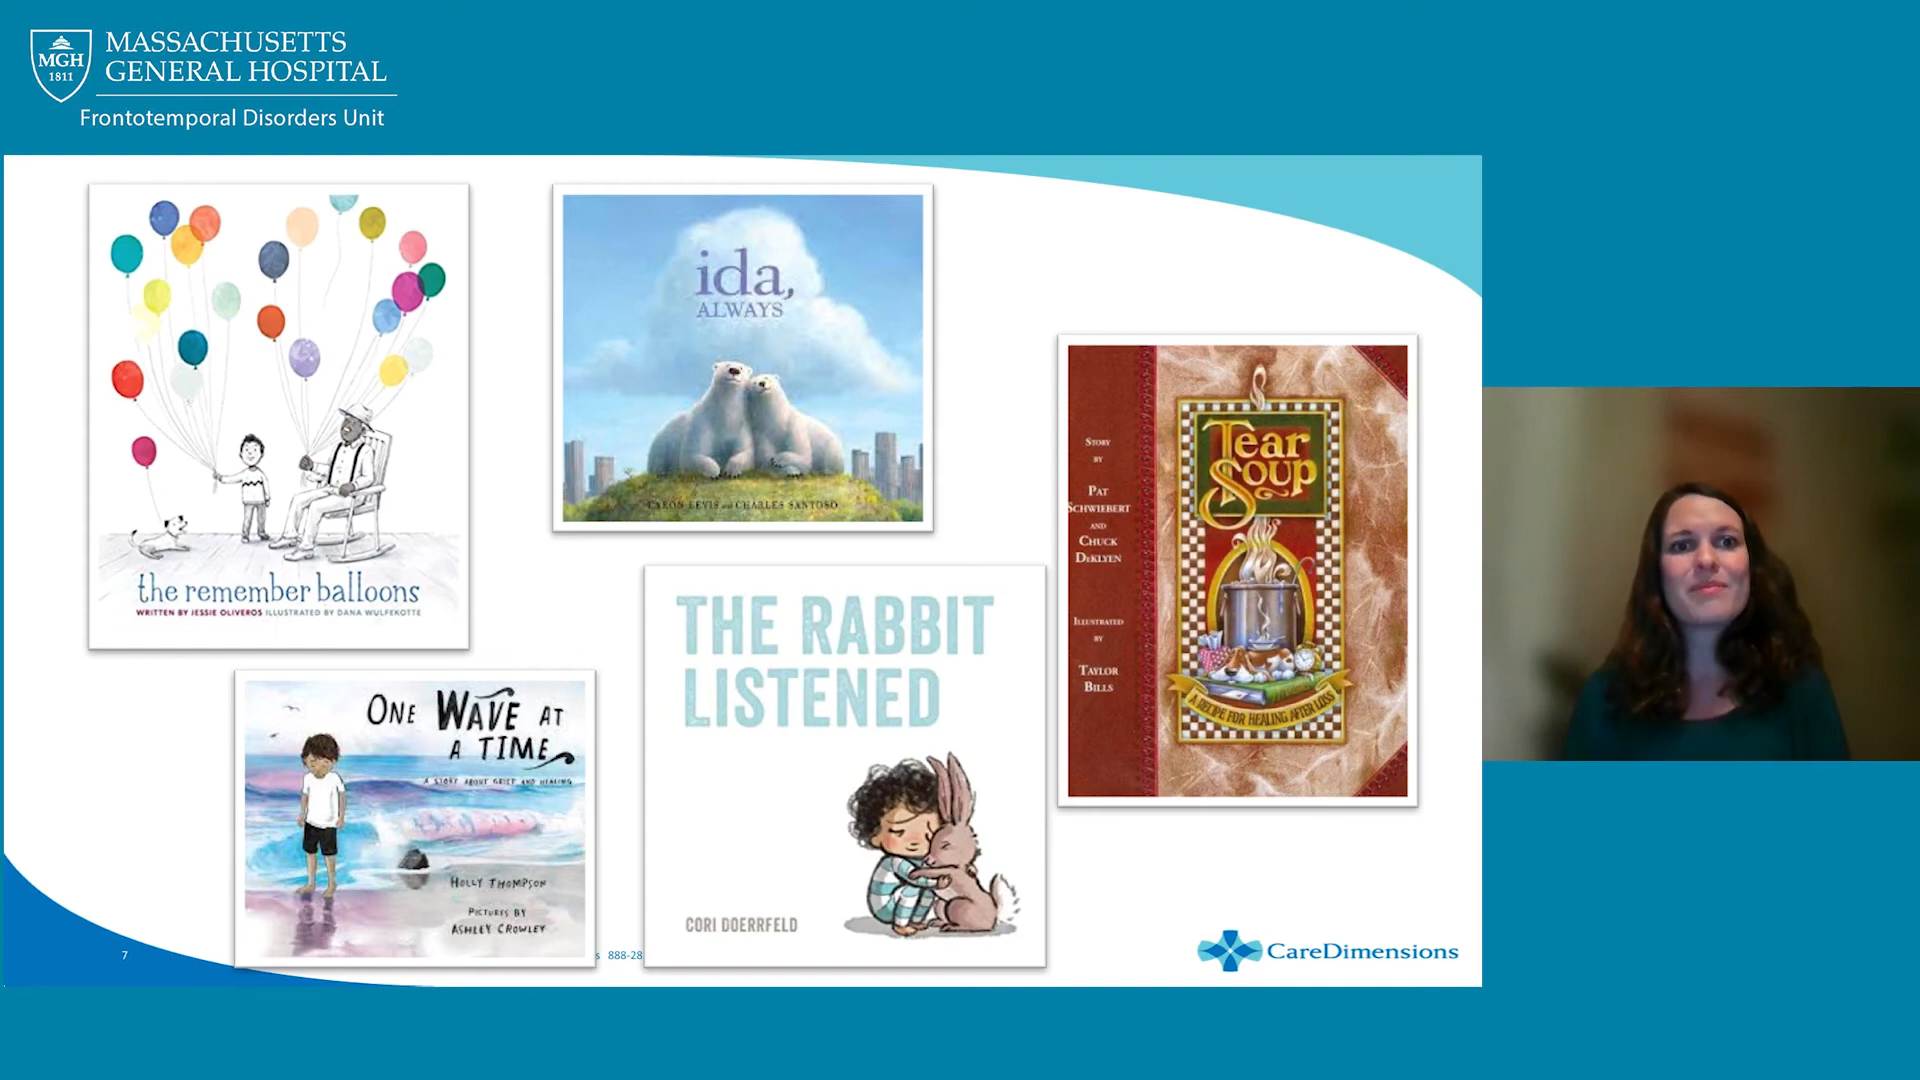 MGH
1811
MASSACHUSETTS
GENERAL HOSPITAL
Frontotemporal Disorders Unit
the remember balloons
WRITTEN BY JESSIE OLIVEROS ILLUSTRATED BY DANA WULFEKOTTE
ida,
ALWAYS
CARON LEVIS and CHARLES SANTOSO
STORY
BY
PAT
SCHWIEBERT
AND
CHUCK
DEKLYEN
ILLUSTRATED
BY
TAYLOR
BILLS
Tear
Soup
A RECIPE FOR HEALING AFTER LOSS
ONE WAVE AT
A TIME
A STORY ABOUT GRIEF AND HEALING
HOLLY THOMPSON
PICTURES BY
ASHLEY CROWLEY
THE RABBIT
LISTENED
CORI DOERRFELD
7
s 888-28
CareDimensions